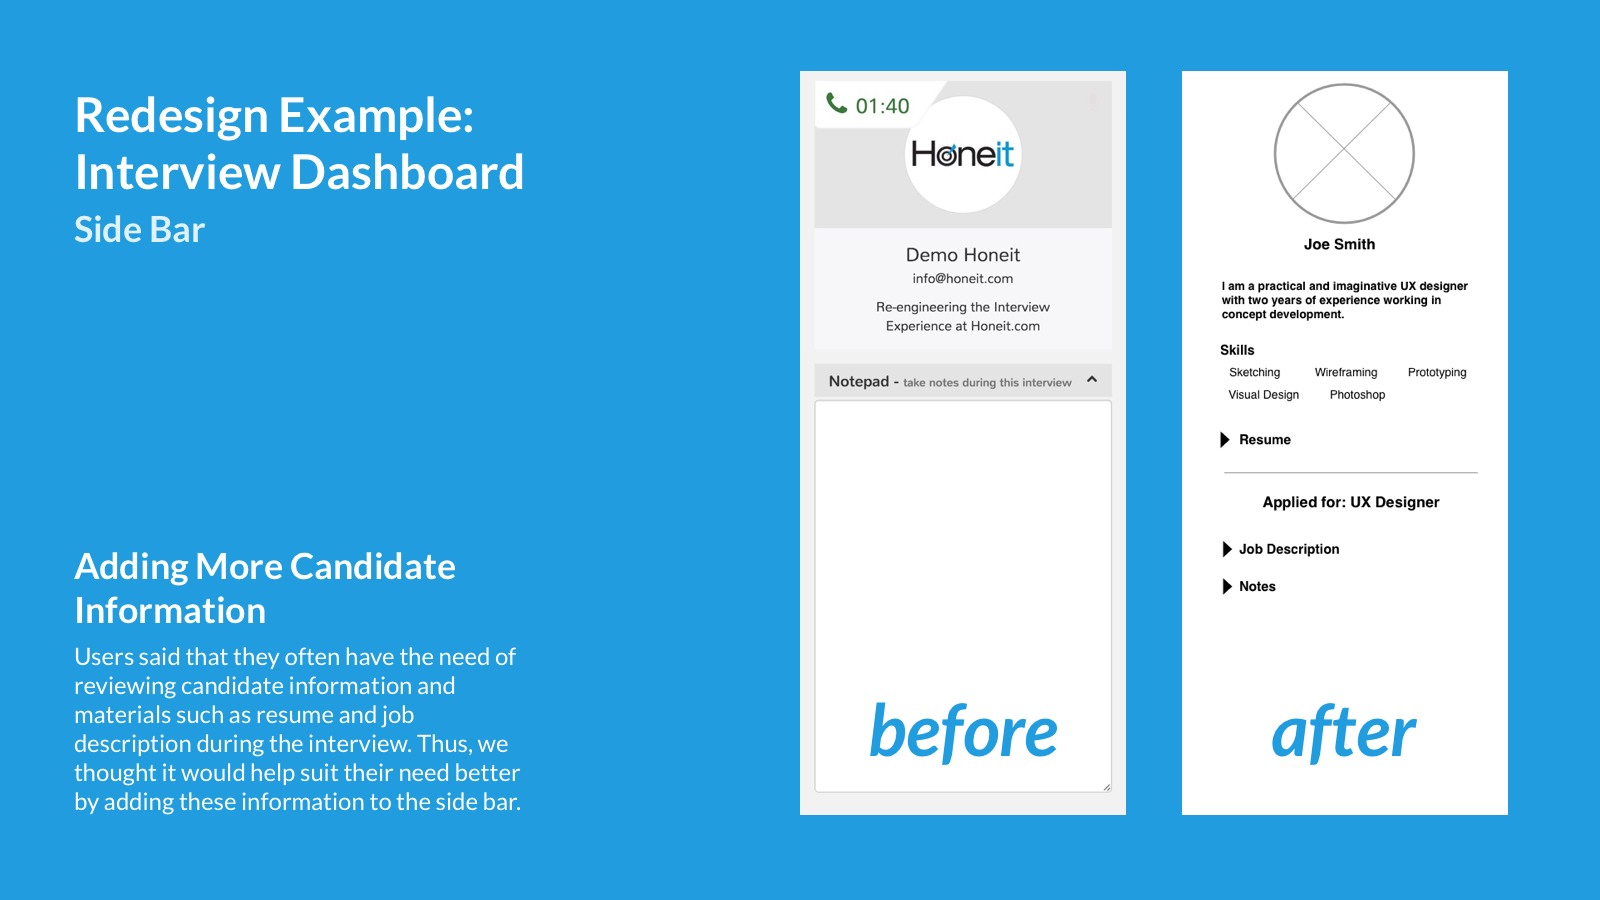 Redesign Example:
Interview Dashboard
Side Bar
Adding More Candidate
Information
Users said that they often have the need of
reviewing candidate information and
materials such as resume and job
description during the interview. Thus, we
thought it would help suit their need better
by adding these information to the side bar.
01:40
Honeit
Demo Honeit
info@honeit.com
Re-engineering the Interview
Experience at Honeit.com
Notepad - take notes during this interview
before
Joe Smith
I am a practical and imaginative UX designer
with two years of experience working in
concept development.
Skills
Sketching Wireframing Prototyping
Visual Design Photoshop
Resume
Applied for: UX Designer
Job Description
Notes
after